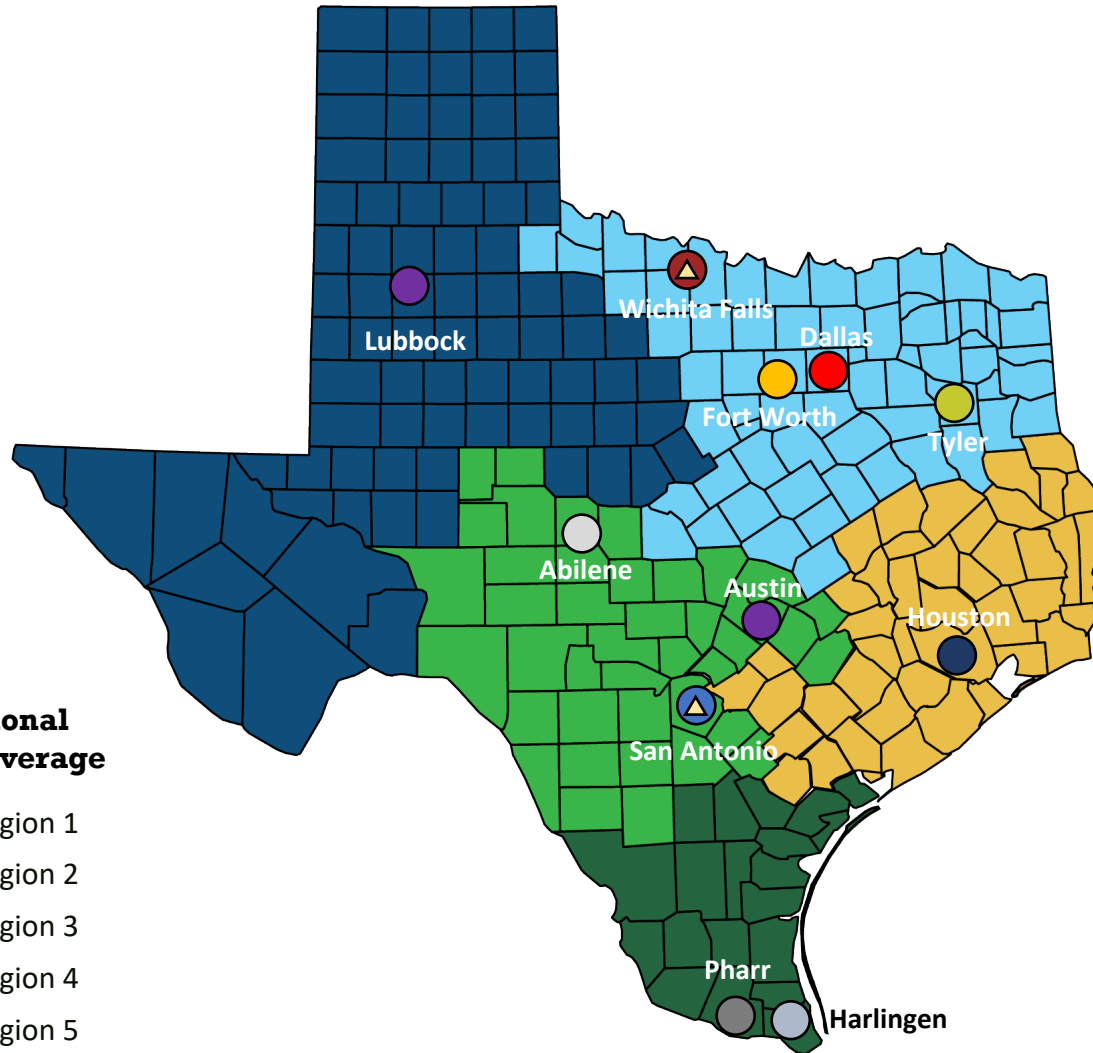 Wichita Falls
Dallas
Lubbock
Fort Worth
Tyler
Abilene
Austin
Houston
San Antonio
Pharr
Harlingen
ional
verage
gion 1
gion 2
gion 3
gion 4
gion 5